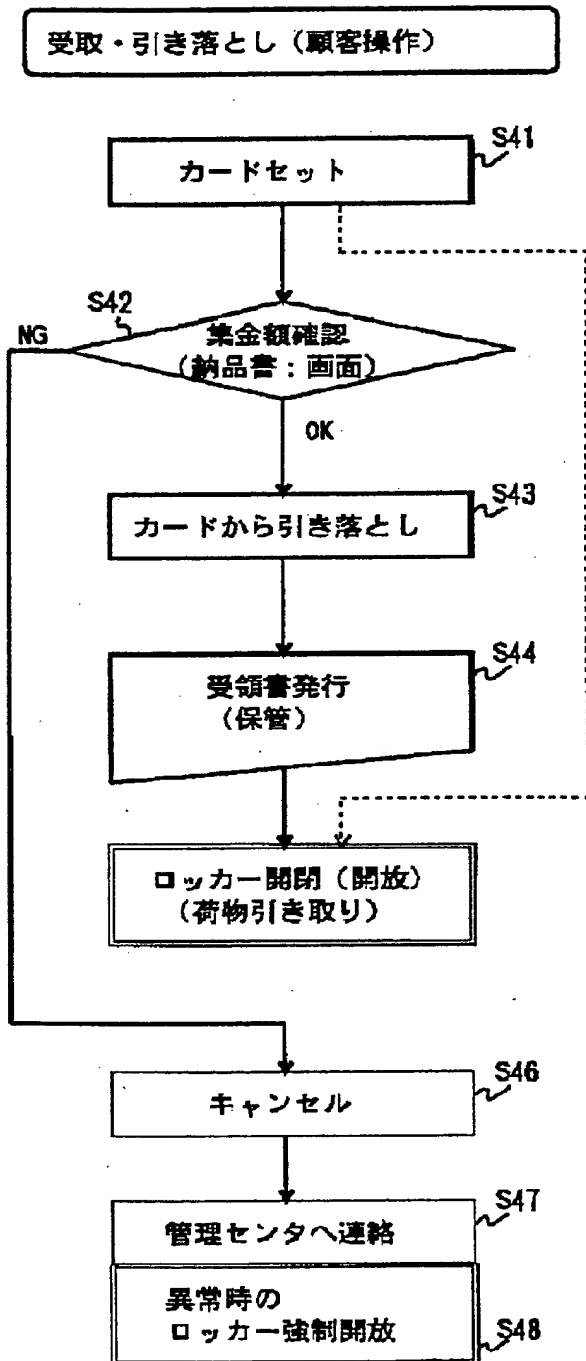 受取・引き落とし（顧客操作）
S41
カードセット
S42
NG
集金額確認
（納品書：画面）
OK
S43
カードから引き落とし
S44
受領書発行
（保管）
ロッカー開閉（開放）
（荷物引き取り）
S46
キャンセル
S47
管理センタへ連絡
異常時の
ロッカー強制開放
S48